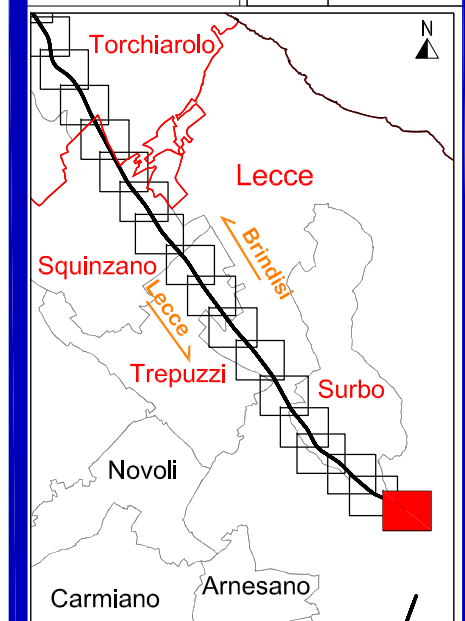 N
Torchiarolo
Lecce
Brindisi
Squinzano
Lecce
Trepuzzi
Surbo
Novoli
Arnesano
Carmiano